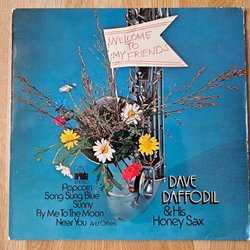 WELCOME TO
MY FRIENDS
ariola
Popcorn
Song Sung Blue
Sunny
Fly Me To The Moon
Near You And Others
DAVE
DAFFODIL
& His
Honey Sax